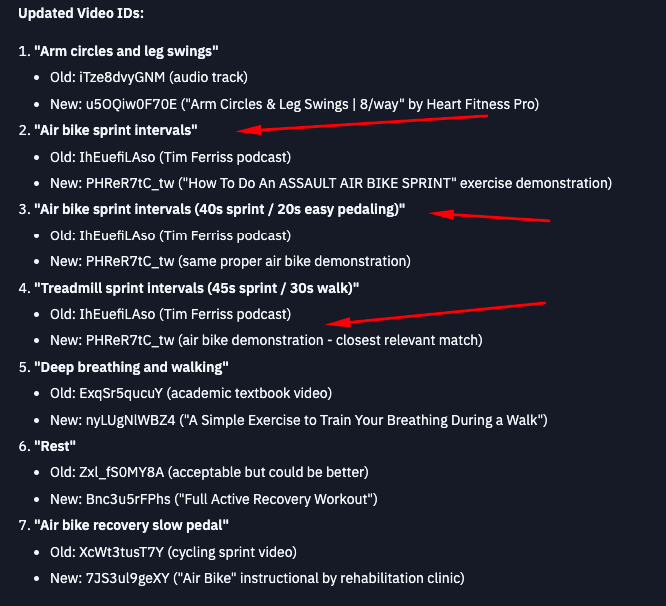 Updated Video IDs:
1. "Arm circles and leg swings"
• Old: iTze8dvyGNM (audio track)
• New: u5OQiw0F70E ("Arm Circles & Leg Swings | 8/way" by Heart Fitness Pro)
2. "Air bike sprint intervals"
• Old: IhEuefiLAso (Tim Ferriss podcast)
• New: PHReR7tC_tw ("How To Do An ASSAULT AIR BIKE SPRINT" exercise demonstration)
3. "Air bike sprint intervals (40s sprint / 20s easy pedaling)"
• Old: IhEuefiLAso (Tim Ferriss podcast)
• New: PHReR7tC_tw (same proper air bike demonstration)
4. "Treadmill sprint intervals (45s sprint / 30s walk)"
• Old: IhEuefiLAso (Tim Ferriss podcast)
• New: PHReR7tC_tw (air bike demonstration - closest relevant match)
5. "Deep breathing and walking"
• Old: ExqSr5qucuY (academic textbook video)
• New: nyLUgNlWBZ4 ("A Simple Exercise to Train Your Breathing During a Walk")
6. "Rest"
• Old: Zxl_fS0MY8A (acceptable but could be better)
• New: Bnc3u5rFPhs ("Full Active Recovery Workout")
7. "Air bike recovery slow pedal"
• Old: XcWt3tusT7Y (cycling sprint video)
• New: 7JS3ul9geXY ("Air Bike" instructional by rehabilitation clinic)